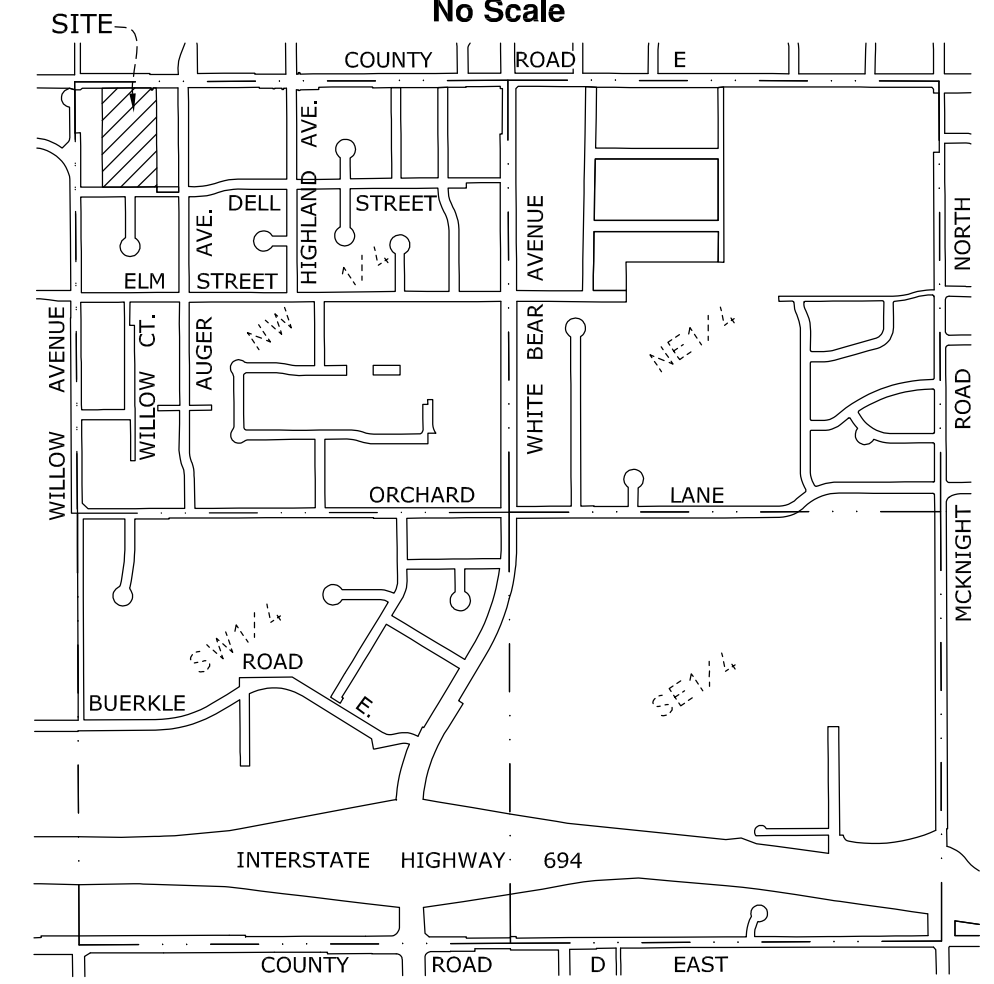 No Scale
SITE
COUNTY ROAD E
HIGHLAND AVE.
DELL STREET
AVENUE
NORTH
AUGER AVE.
1/4
ELM STREET
WILLOW AVENUE
WILLOW CT.
NW
WHITE BEAR
NE1/4
ROAD
ORCHARD LANE
MCKNIGHT
SW1/4
SE1/4
BUERKLE ROAD E.
INTERSTATE HIGHWAY 694
COUNTY ROAD D EAST